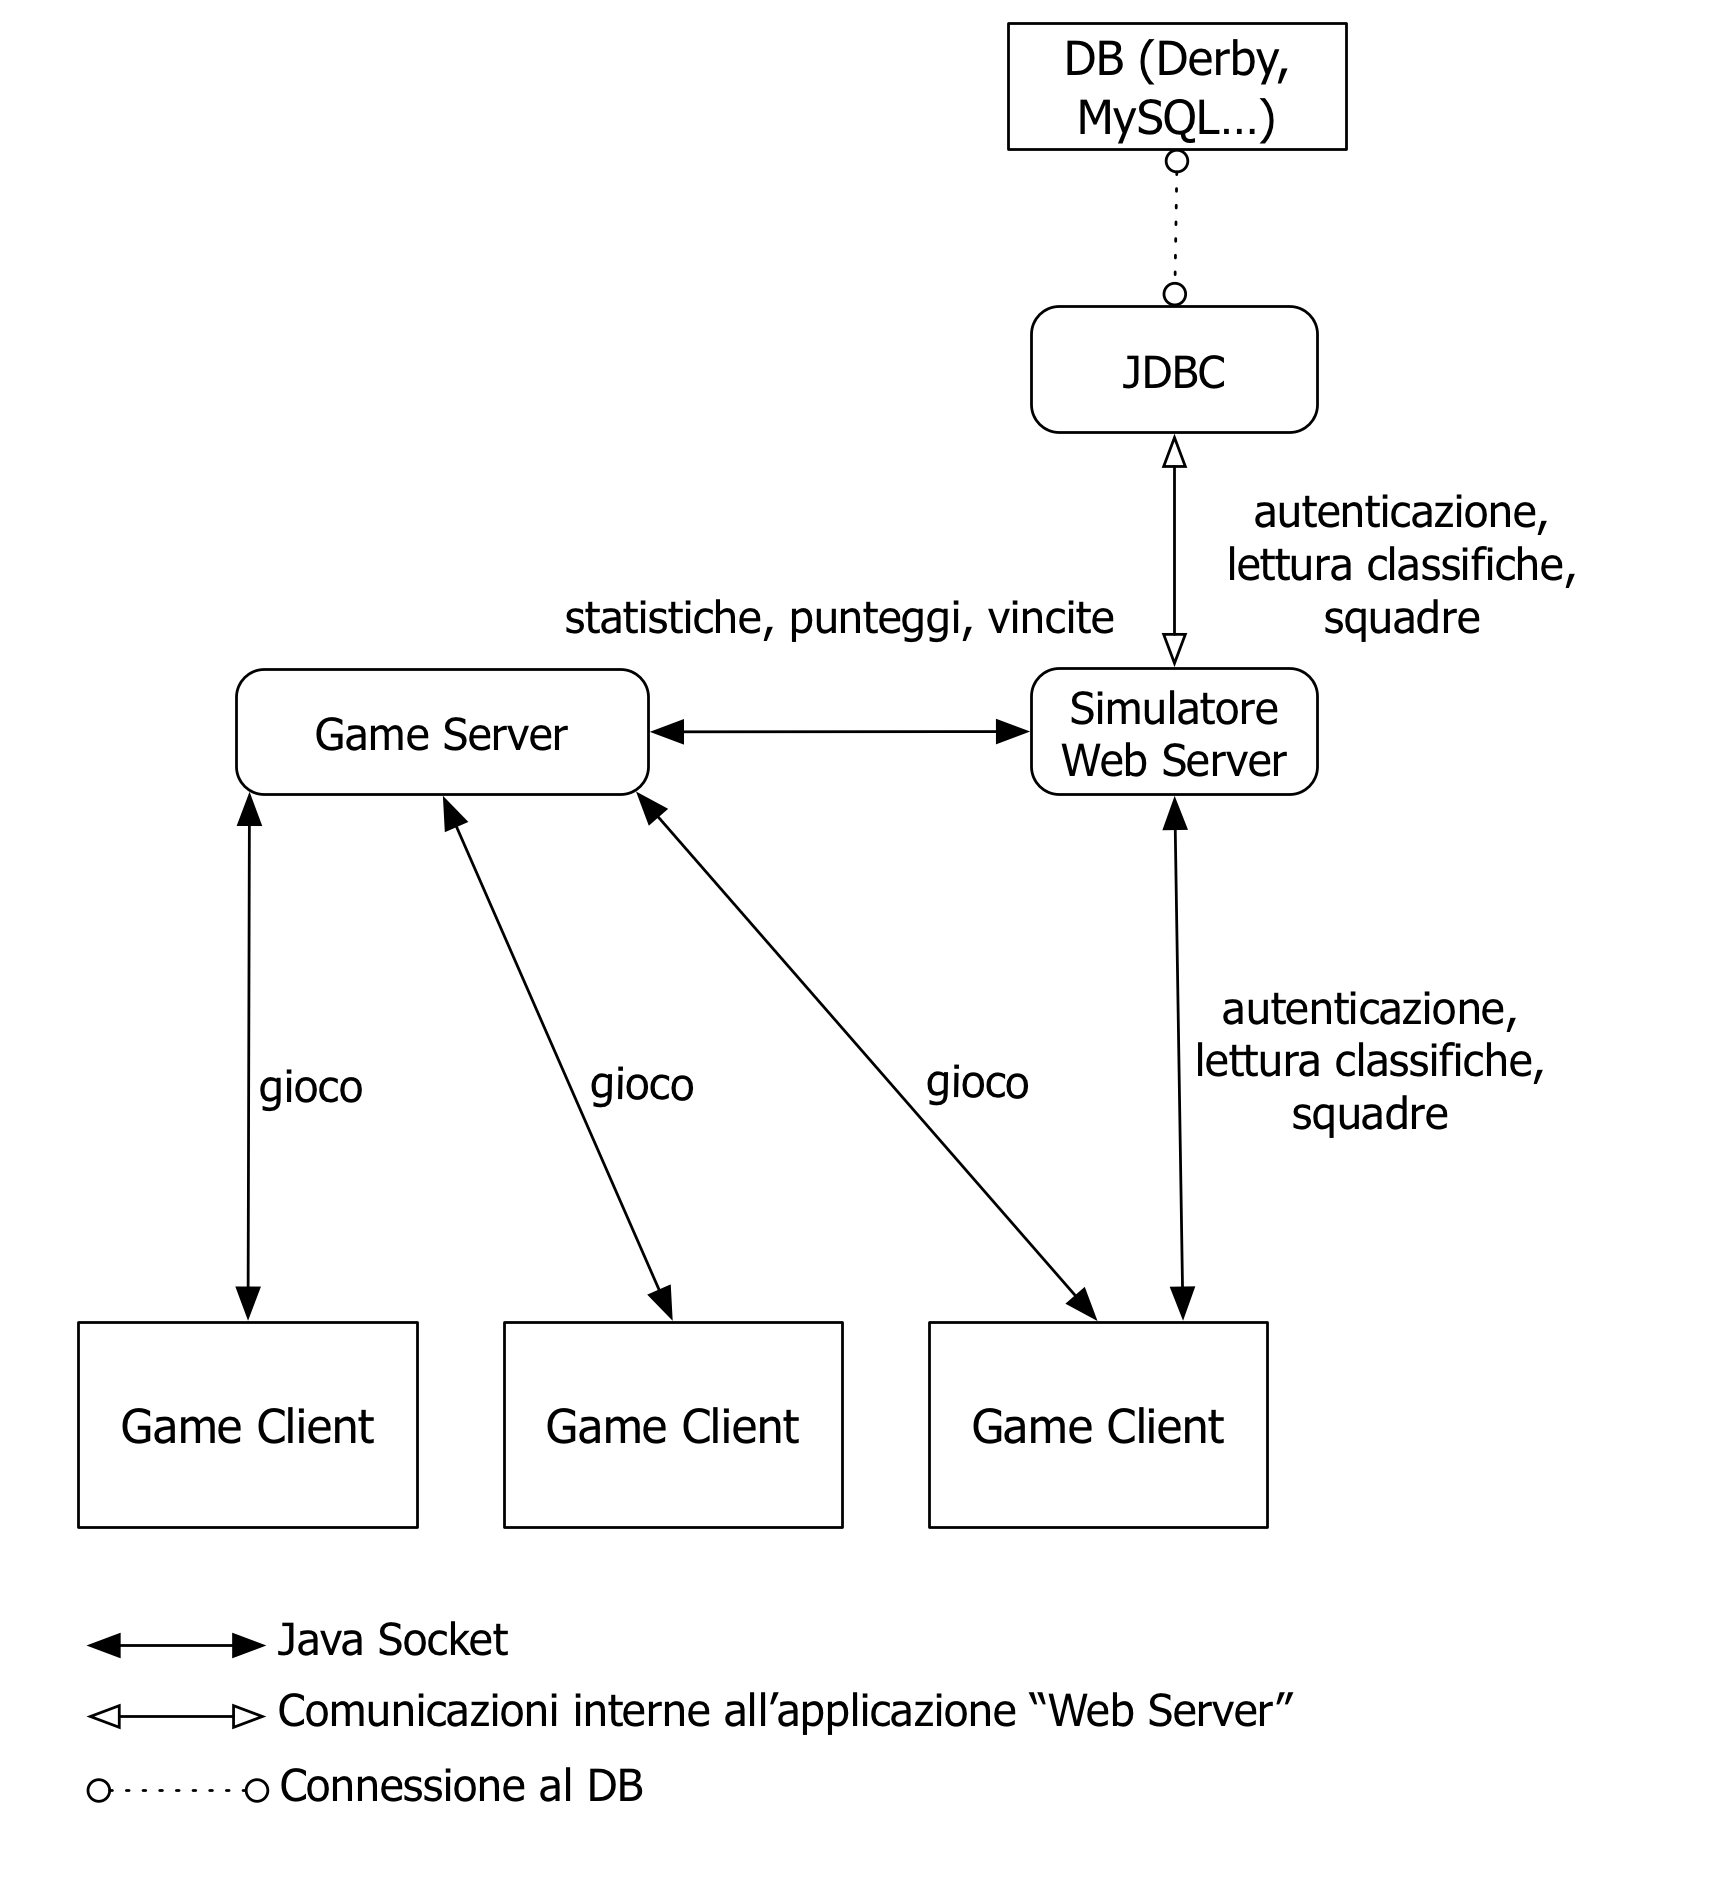 DB (Derby,
MySQL...)
JDBC
autenticazione,
lettura classifiche,
squadre
statistiche, punteggi, vincite
Game Server
Simulatore
Web Server
gioco
gioco
gioco
autenticazione,
lettura classifiche,
squadre
Game Client
Game Client
Game Client
Java Socket
Comunicazioni interne all’applicazione “Web Server”
Connessione al DB